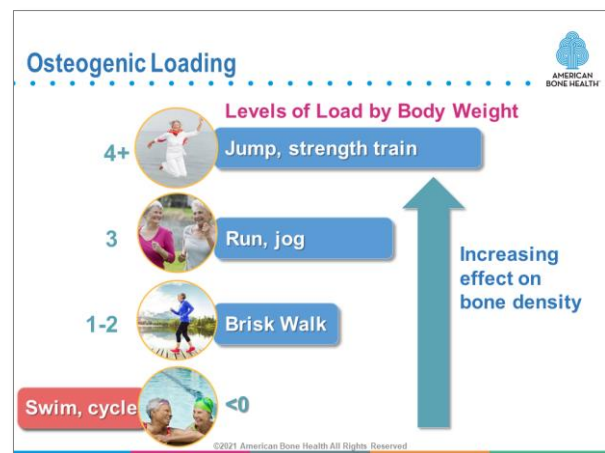 Osteogenic Loading
AMERICAN
BONE HEALTH
Levels of Load by Body Weight
4+
Jump, strength train
3
Run, jog
Increasing
effect on
bone density
1-2
Brisk Walk
Swim, cycle
<0
©2021 American Bone Health All Rights Reserved